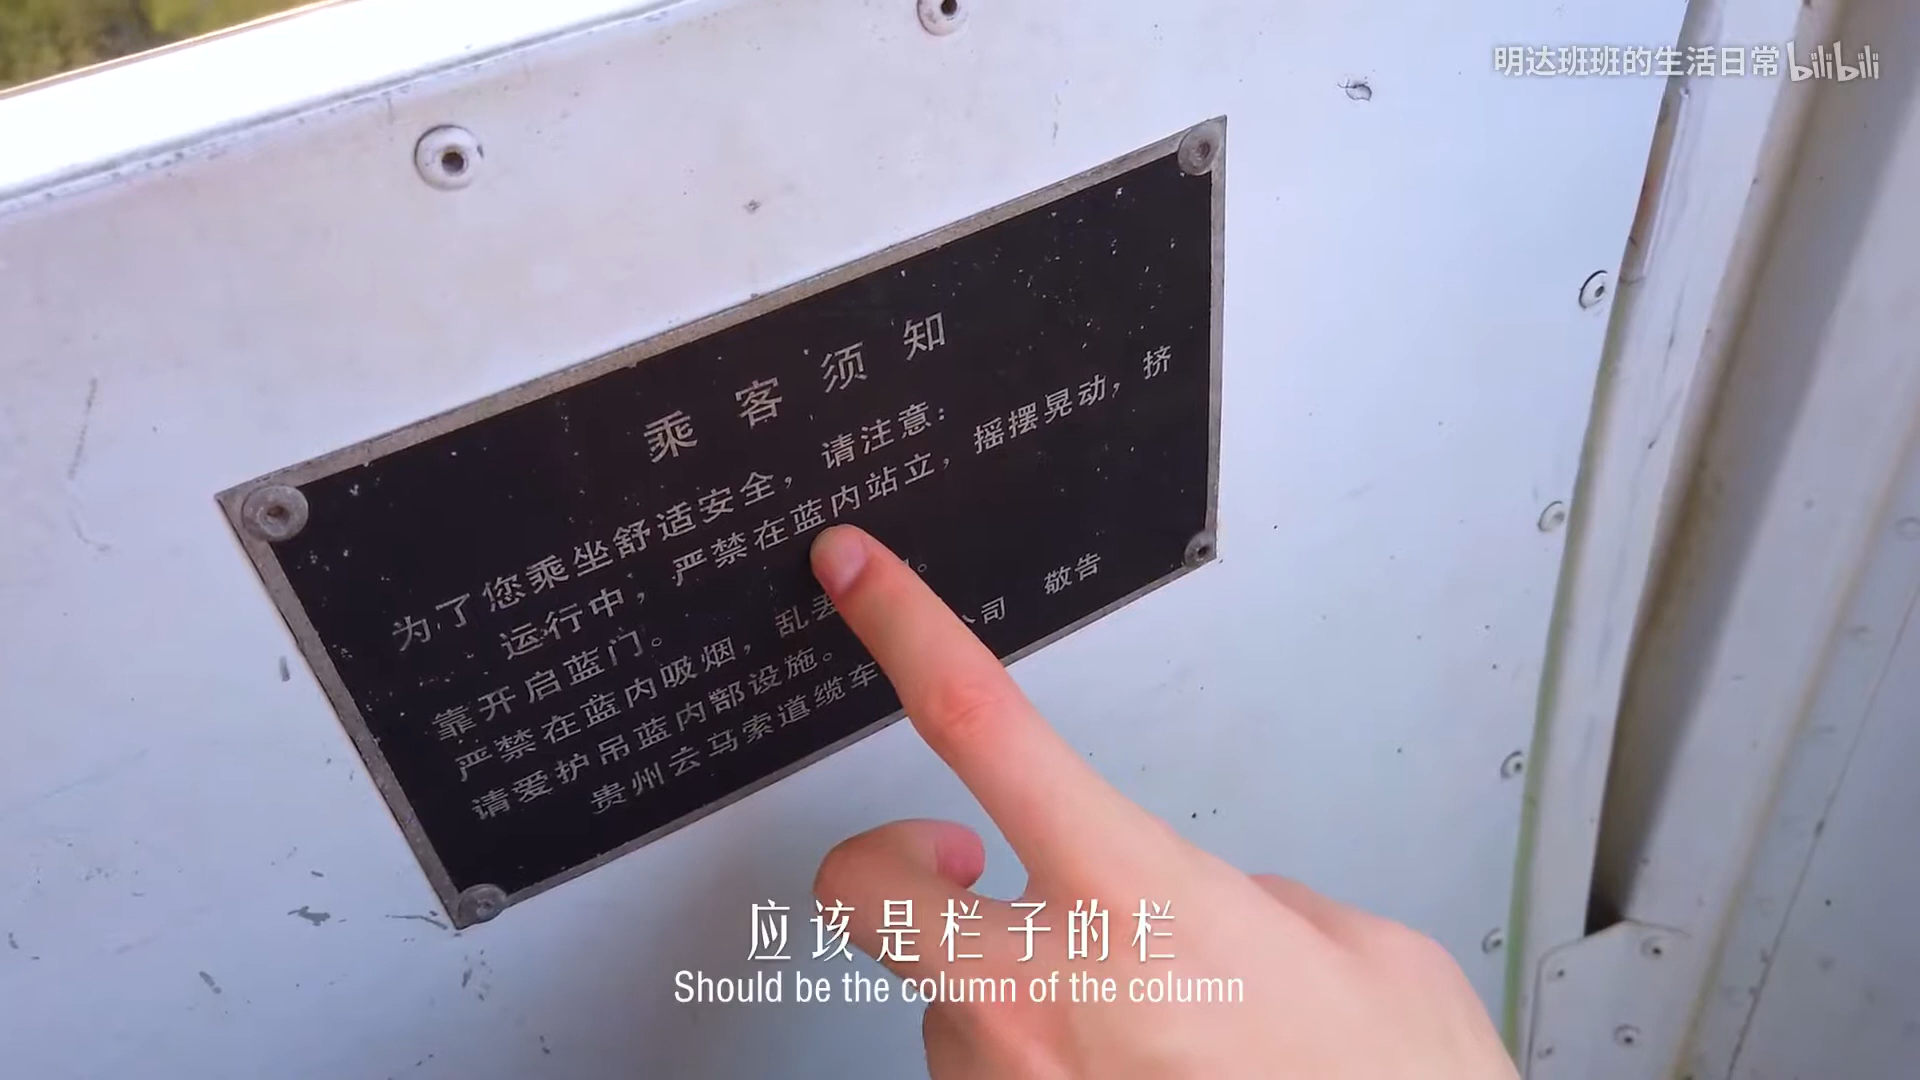 明达班班的生活日常 bilibili
乘客须知
为了您乘坐舒适安全，请注意：
运行中，严禁在蓝内站立，摇摆晃动，挤
靠开启蓝门。
严禁在蓝内吸烟，乱丢
请爱护吊蓝内部设施。
贵州云马索道缆车 公司 敬告
应该是栏子的栏
Should be the column of the column